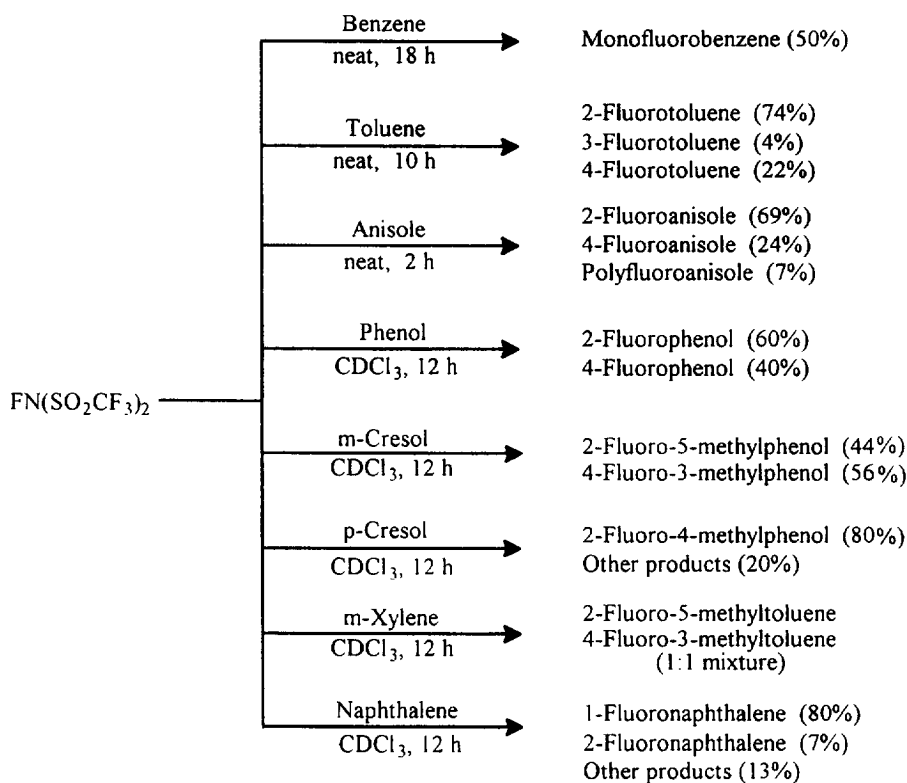 Benzene
neat, 18 h
Monofluorobenzene (50%)
Toluene
neat, 10 h
2-Fluorotoluene (74%)
3-Fluorotoluene (4%)
4-Fluorotoluene (22%)
Anisole
neat, 2 h
2-Fluoroanisole (69%)
4-Fluoroanisole (24%)
Polyfluoroanisole (7%)
Phenol
CDCl₃, 12 h
2-Fluorophenol (60%)
4-Fluorophenol (40%)
FN(SO₂CF₃)₂
m-Cresol
CDCl₃, 12 h
2-Fluoro-5-methylphenol (44%)
4-Fluoro-3-methylphenol (56%)
p-Cresol
CDCl₃, 12 h
2-Fluoro-4-methylphenol (80%)
Other products (20%)
m-Xylene
CDCl₃, 12 h
2-Fluoro-5-methyltoluene
4-Fluoro-3-methyltoluene
(1:1 mixture)
Naphthalene
CDCl₃, 12 h
1-Fluoronaphthalene (80%)
2-Fluoronaphthalene (7%)
Other products (13%)